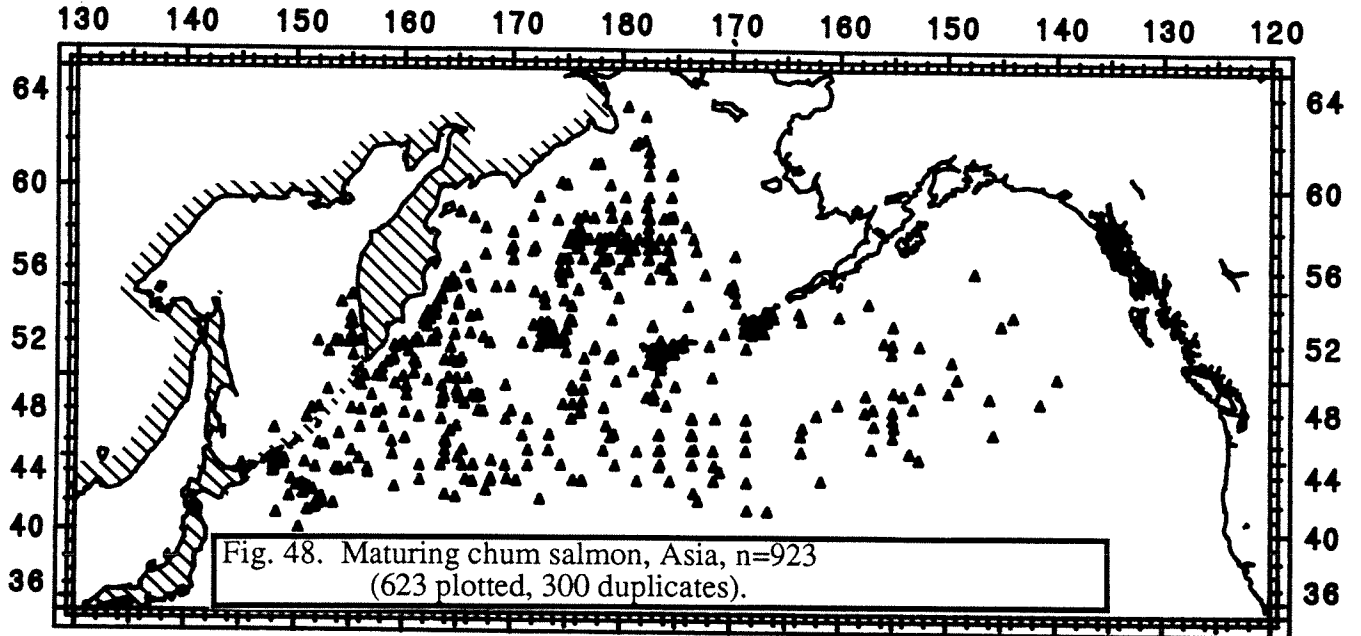 130 140 150 160 170 180 170 160 150 140 130 120
64 64
60 60
56 56
52 52
48 48
44 44
40 40
36 36
Fig. 48. Maturing chum salmon, Asia, n=923
(623 plotted, 300 duplicates).